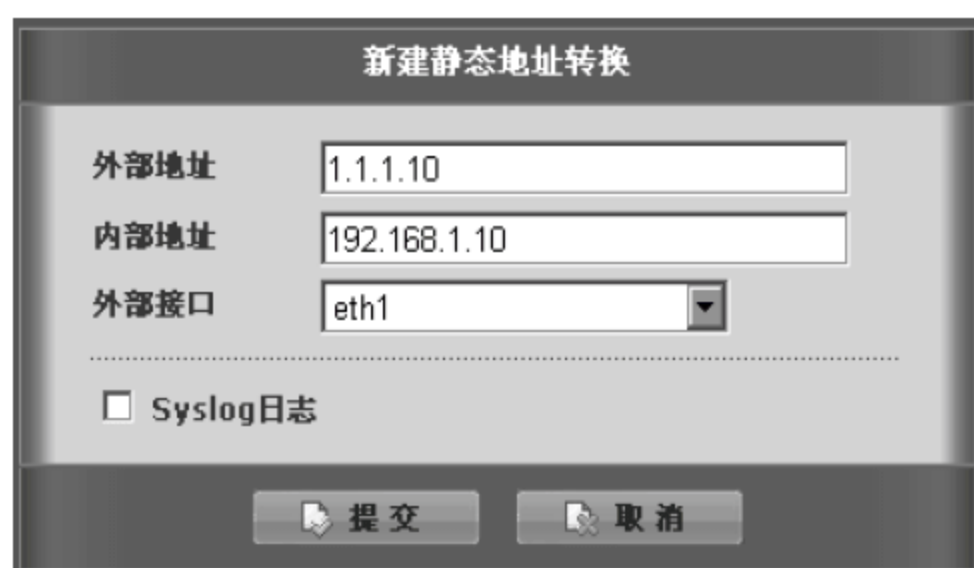 新建静态地址转换
外部地址 1.1.1.10
内部地址 192.168.1.10
外部接口 eth1
Syslog日志
提交 取消